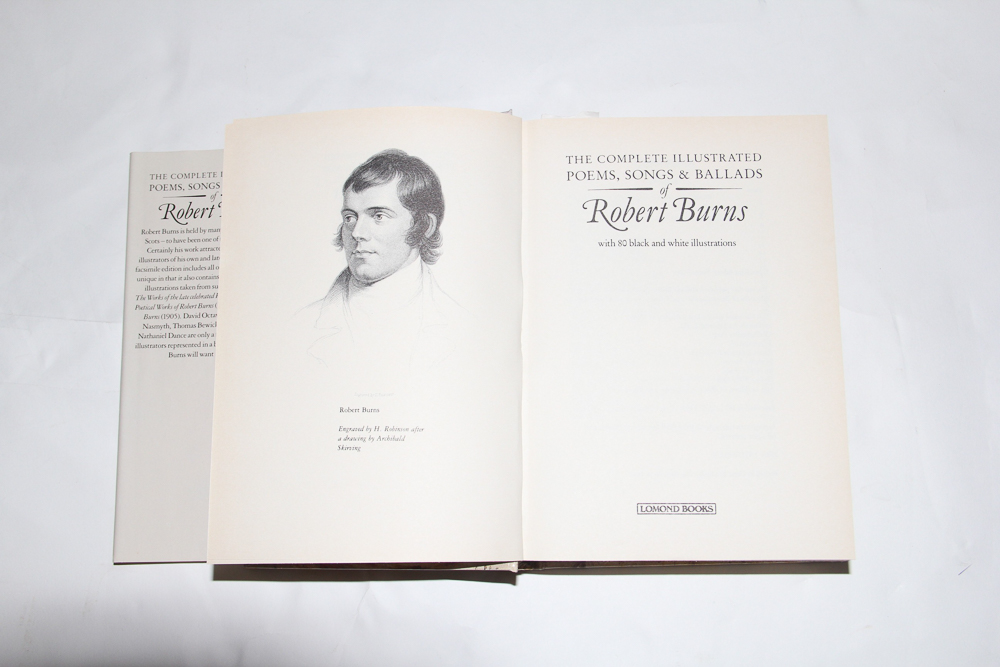 THE COMPLETE
POEMS, SONGS
of
Robert
Robert Burns is held by
Scots – to have been one of
Certainly his work attracte
illustrators of his own and late
facsimile edition includes all o
unique in that it also contain
illustrations taken from su
The Works of the late celebrated
Poetical Works of Robert Burns
Burns (1905). David Octav
Nasmyth, Thomas Bewick
Nathaniel Dance are only a
illustrators represented in a b
Burns will want
Robert Burns
Engraved by H. Robinson after
a drawing by Archibald
Skirving
THE COMPLETE ILLUSTRATED
POEMS, SONGS & BALLADS
of
Robert Burns
with 80 black and white illustrations
LOMOND BOOKS